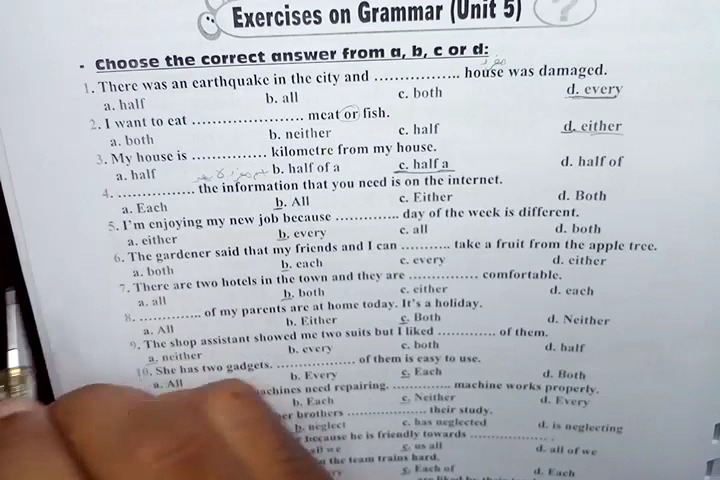 Exercises on Grammar (Unit 5)
- Choose the correct answer from a, b, c or d:
1. There was an earthquake in the city and ................ house was damaged.
a. half b. all c. both d. every
2. I want to eat ..................... meat or fish.
a. both b. neither c. half d. either
3. My house is .............. kilometre from my house.
a. half b. half of a c. half a d. half of
4. .............. the information that you need is on the internet.
a. Each b. All c. Either d. Both
5. I'm enjoying my new job because ............ day of the week is different.
a. either b. every c. all d. both
6. The gardener said that my friends and I can .......... take a fruit from the apple tree.
a. both b. each c. every d. either
7. There are two hotels in the town and they are .............. comfortable.
a. all b. both c. either d. each
8. ............ of my parents are at home today. It's a holiday.
a. All b. Either c. Both d. Neither
9. The shop assistant showed me two suits but I liked ............ of them.
a. neither b. every c. both d. half
10. She has two gadgets. ................ of them is easy to use.
a. All b. Every c. Each d. Both
machines need repairing. ............ machine works properly.
b. Each c. Neither d. Every
brothers ................ their study.
b. neglect c. has neglected d. is neglecting
because he is friendly towards ................ .
c. us all d. all of we
the team trains hard.
c. Each of d. Each